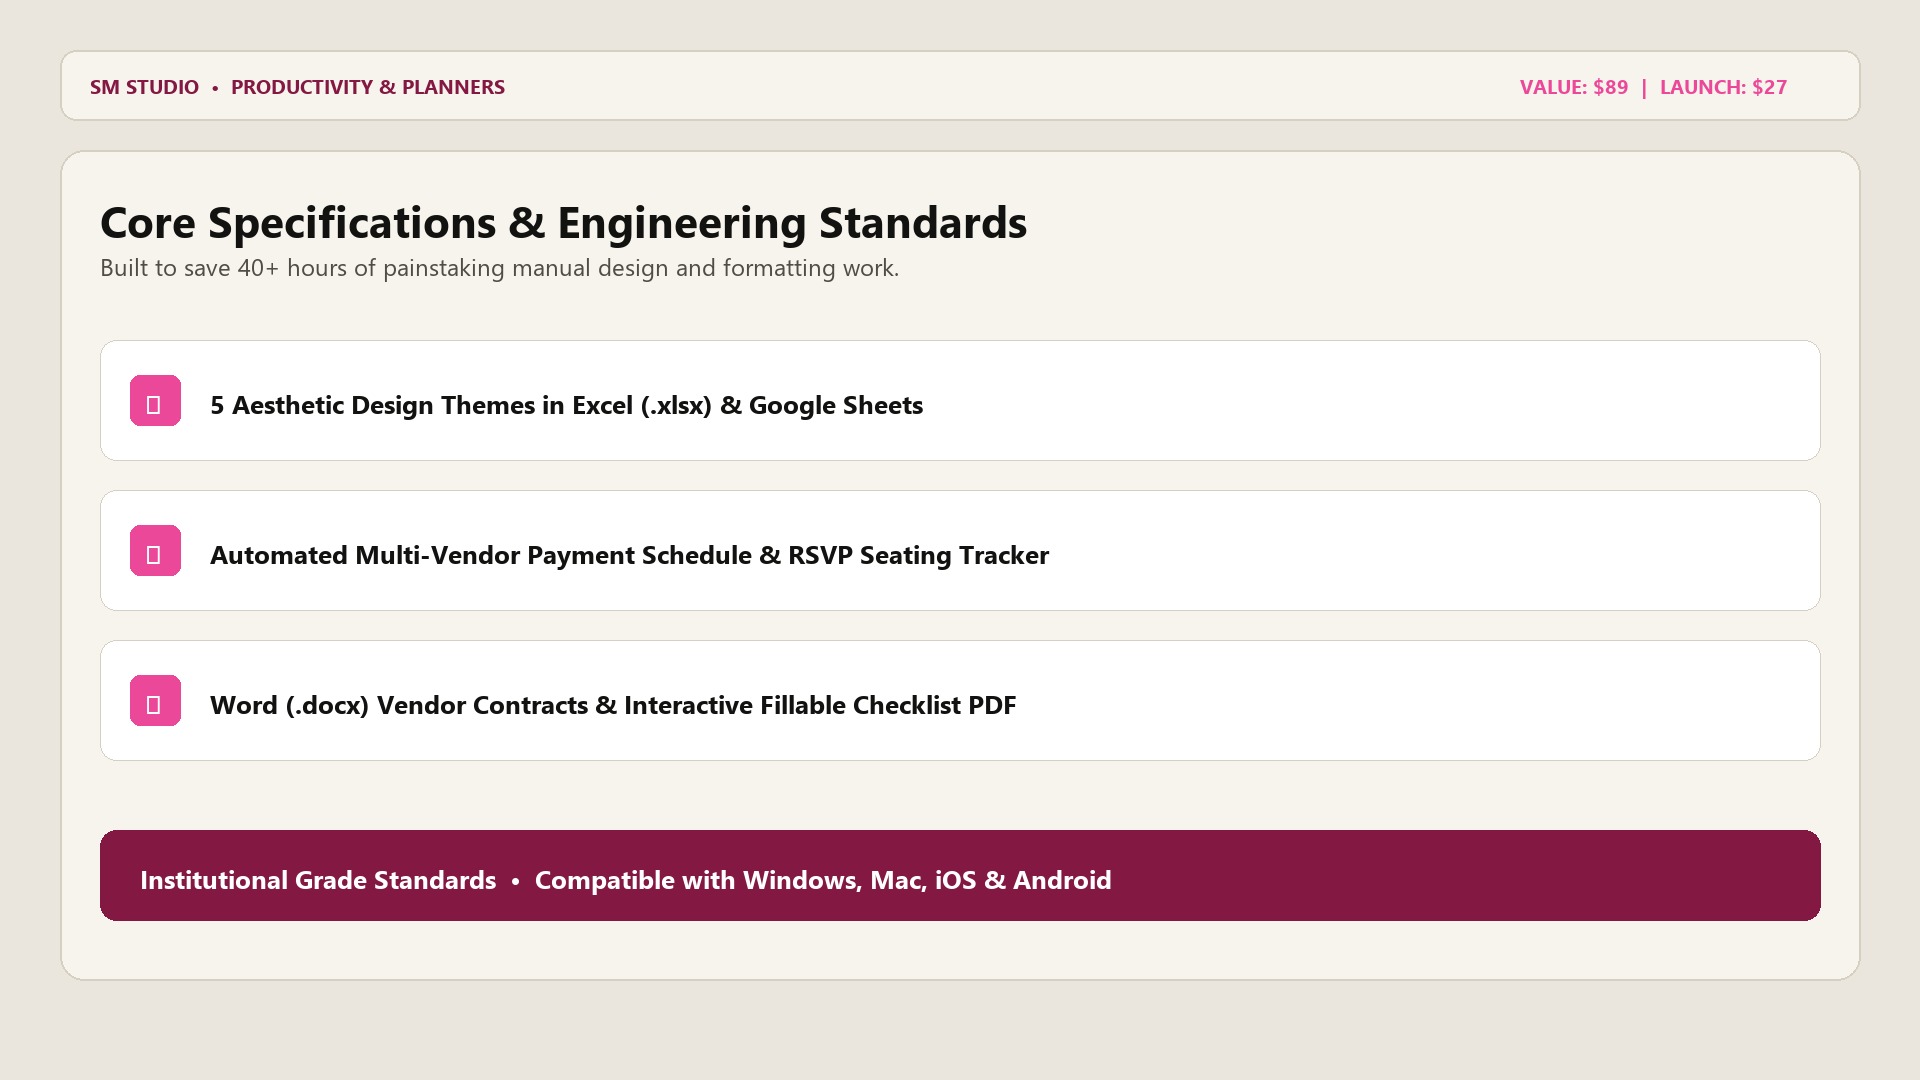 SM STUDIO • PRODUCTIVITY & PLANNERS
VALUE: $89 | LAUNCH: $27
Core Specifications & Engineering Standards
Built to save 40+ hours of painstaking manual design and formatting work.
5 Aesthetic Design Themes in Excel (.xlsx) & Google Sheets
Automated Multi-Vendor Payment Schedule & RSVP Seating Tracker
Word (.docx) Vendor Contracts & Interactive Fillable Checklist PDF
Institutional Grade Standards • Compatible with Windows, Mac, iOS & Android